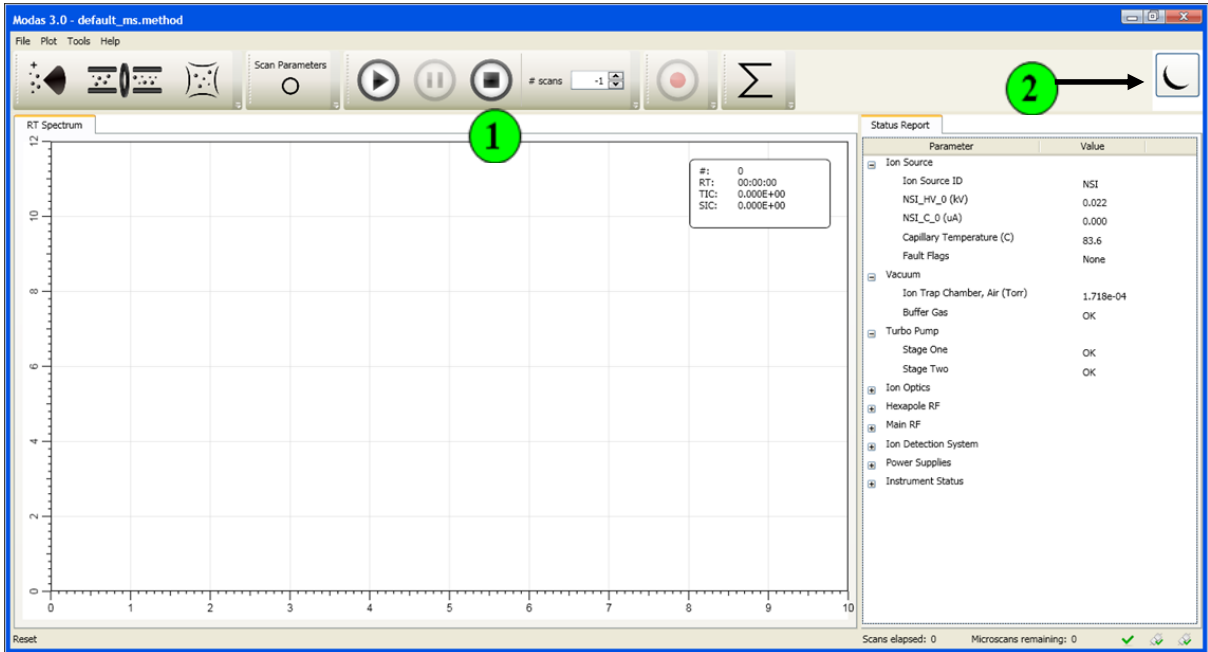 Modas 3.0 - default_ms.method
File Plot Tools Help
Scan Parameters
# scans -1
1
2
RT Spectrum
12
10
8
6
4
2
0
0 1 2 3 4 5 6 7 8 9 10
#: 0
RT: 00:00:00
TIC: 0.000E+00
SIC: 0.000E+00
Status Report
Parameter Value
Ion Source
Ion Source ID NSI
NSI_HV_0 (kV) 0.022
NSI_C_0 (uA) 0.000
Capillary Temperature (C) 83.6
Fault Flags None
Vacuum
Ion Trap Chamber, Air (Torr) 1.718e-04
Buffer Gas OK
Turbo Pump
Stage One OK
Stage Two OK
Ion Optics
Hexapole RF
Main RF
Ion Detection System
Power Supplies
Instrument Status
Reset
Scans elapsed: 0 Microscans remaining: 0